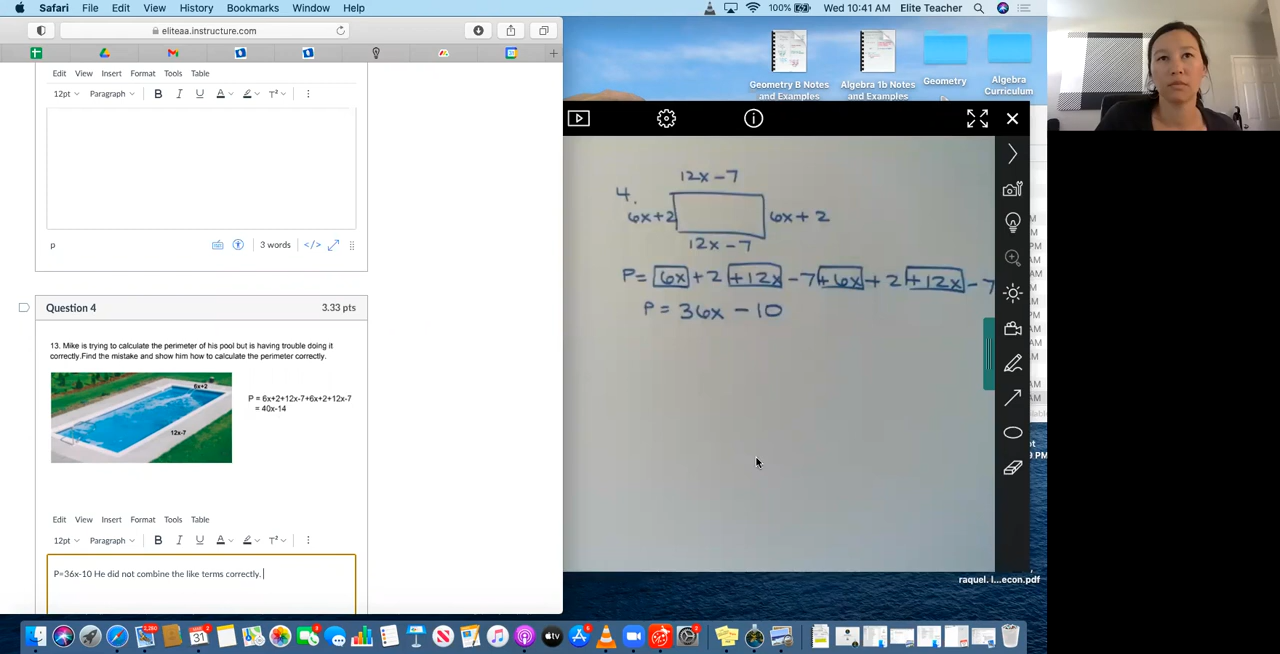 Safari File Edit View History Bookmarks Window Help
100% Wed 10:41 AM Elite Teacher
eliteaa.instructure.com
Edit View Insert Format Tools Table
12pt Paragraph B I U A T²
p
3 words </>
Question 4
3.33 pts
13. Mike is trying to calculate the perimeter of his pool but is having trouble doing it
correctly.Find the mistake and show him how to calculate the perimeter correctly.
6x+2
12x-7
P = 6x+2+12x-7+6x+2+12x-7
= 40x-14
Edit View Insert Format Tools Table
12pt Paragraph B I U A T²
P=36x-10 He did not combine the like terms correctly.
Geometry B Notes
and Examples
Algebra 1b Notes
and Examples
Geometry
Algebra
Curriculum
4.
12x - 7
6x+2
6x + 2
12x - 7
P = 6x + 2 +12x - 7 +6x + 2 +12x - 7
P = 36x - 10
raquel. l...econ.pdf